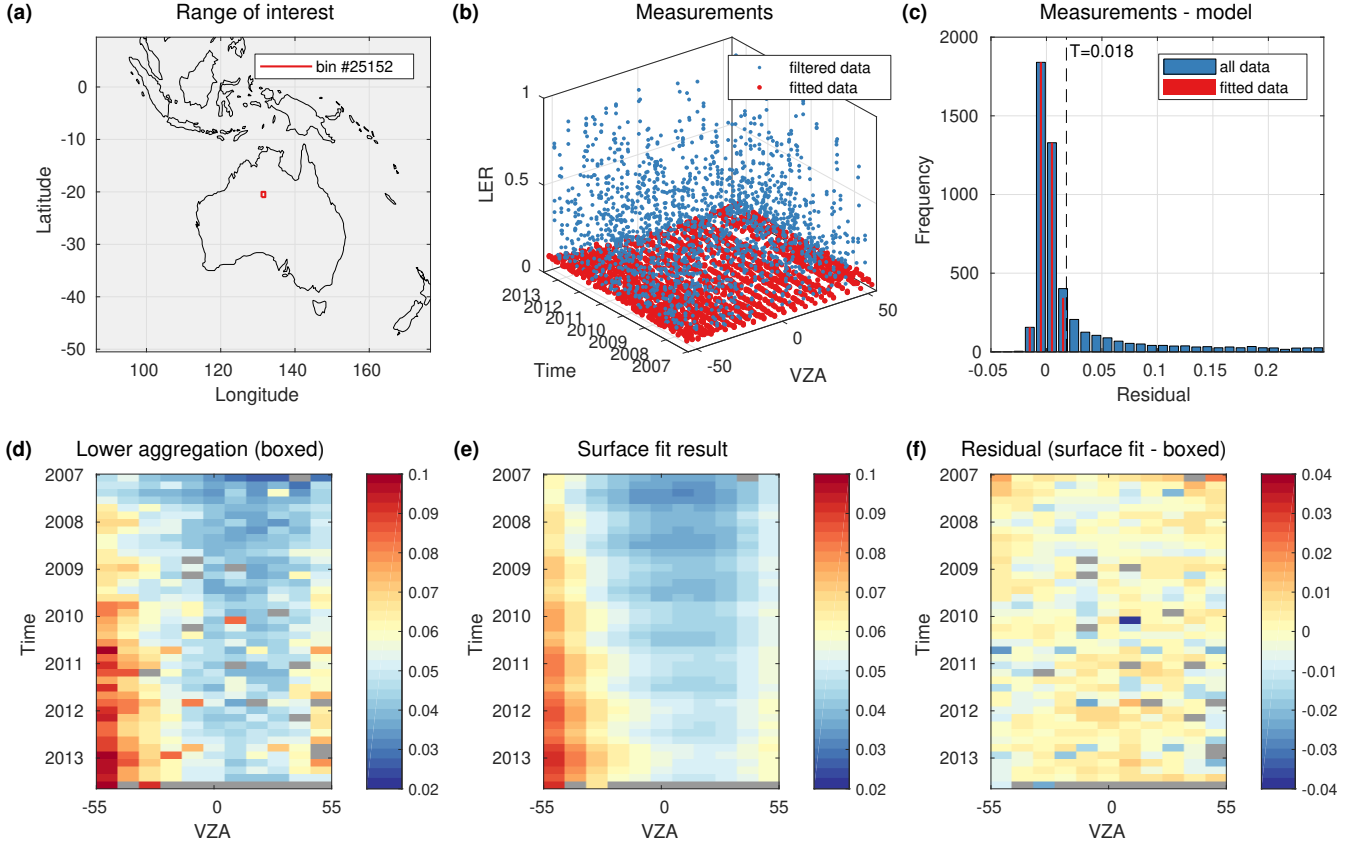 (a) Range of interest
bin #25152
0
-10
-20
-30
-40
-50
Latitude
100 120 140 160
Longitude
(b) Measurements
filtered data
fitted data
1
0.5
0
LER
2013
2012
2011
2010
2009
2008
2007
Time
-50
0
50
VZA
(c) Measurements - model
T=0.018
all data
fitted data
2000
1500
1000
500
0
Frequency
-0.05 0 0.05 0.1 0.15 0.2
Residual
(d) Lower aggregation (boxed)
2007
2008
2009
2010
2011
2012
2013
Time
-55 0 55
VZA
0.1
0.09
0.08
0.07
0.06
0.05
0.04
0.03
0.02
(e) Surface fit result
2007
2008
2009
2010
2011
2012
2013
Time
-55 0 55
VZA
0.1
0.09
0.08
0.07
0.06
0.05
0.04
0.03
0.02
(f) Residual (surface fit - boxed)
2007
2008
2009
2010
2011
2012
2013
Time
-55 0 55
VZA
0.04
0.03
0.02
0.01
0
-0.01
-0.02
-0.03
-0.04